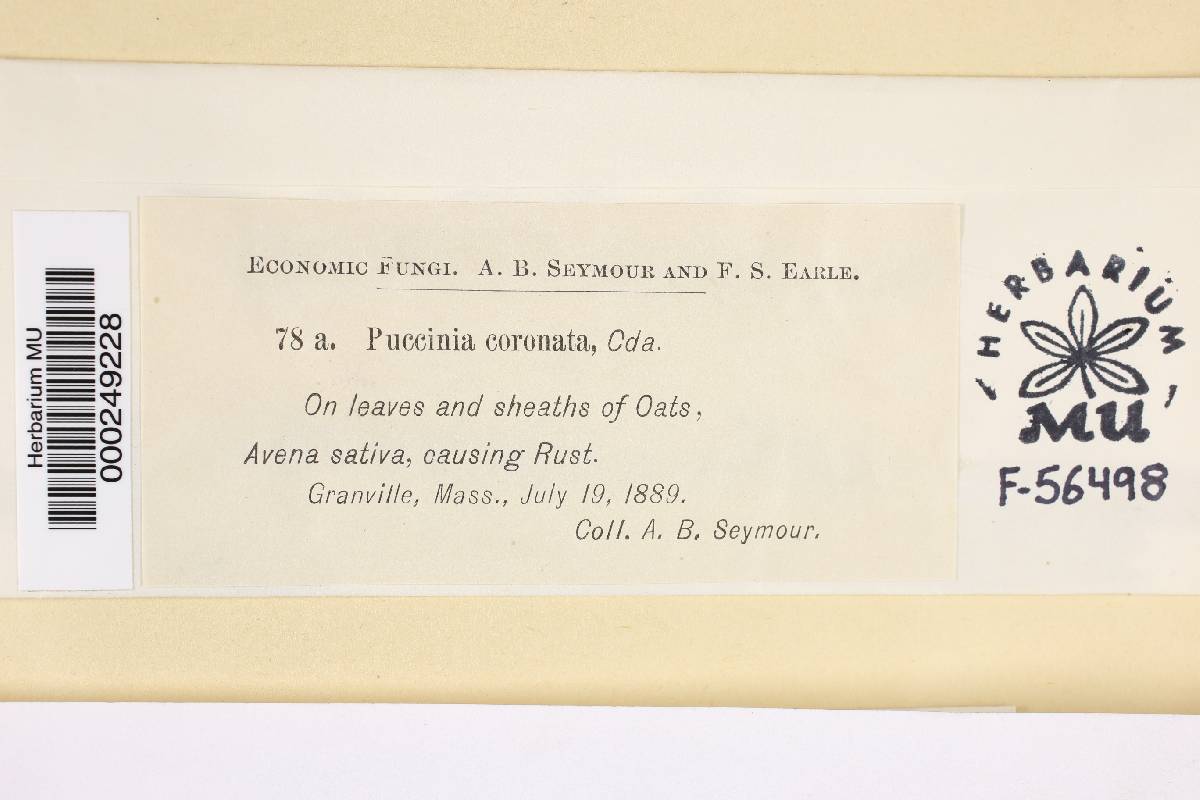 Herbarium MU
000249228
ECONOMIC FUNGI. A. B. SEYMOUR AND F. S. EARLE.
78 a. Puccinia coronata, Cda.
On leaves and sheaths of Oats,
Avena sativa, causing Rust.
Granville, Mass., July 19, 1889.
Coll. A. B. Seymour.
HERBARIUM
MU
F-56498